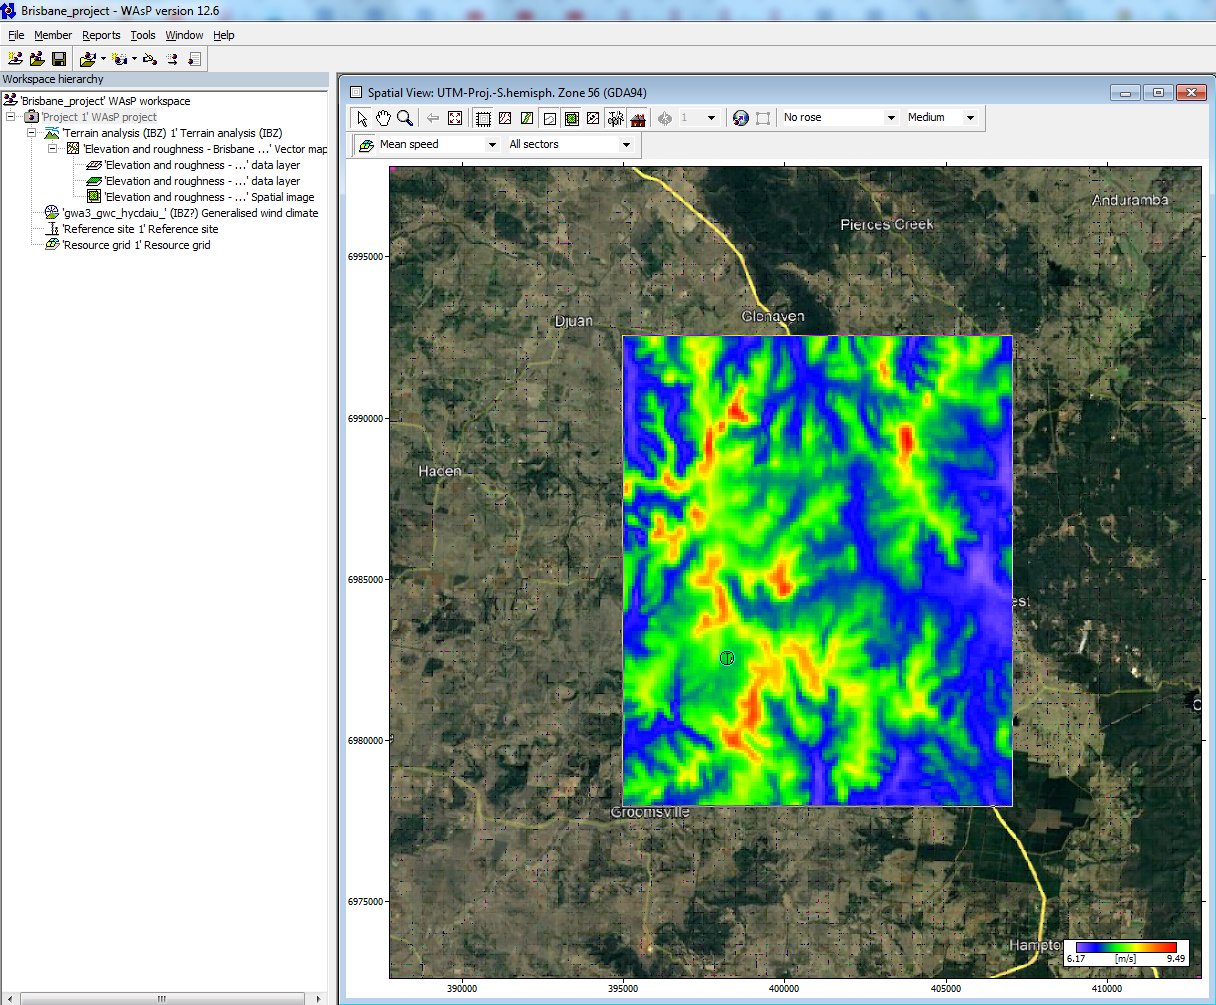 Brisbane_project - WAsP version 12.6
File Member Reports Tools Window Help
Workspace hierarchy
'Brisbane_project' WAsP workspace
'Project 1' WAsP project
'Terrain analysis (IBZ) 1' Terrain analysis (IBZ)
'Elevation and roughness - Brisbane ...' Vector map
'Elevation and roughness - ...' data layer
'Elevation and roughness - ...' data layer
'Elevation and roughness - ...' Spatial image
'gwa3_gwc_hycdaiu_' (IBZ?) Generalised wind climate
'Reference site 1' Reference site
'Resource grid 1' Resource grid
Spatial View: UTM-Proj.-S.hemisph. Zone 56 (GDA94)
1 No rose Medium
Mean speed All sectors
Anduramba
Pierces Creek
6995000
Glenhaven
Djuan
6990000
Haden
6985000
est
6980000
Groomsville
6975000
Hampto
6.17 [m/s] 9.49
390000 395000 400000 405000 410000